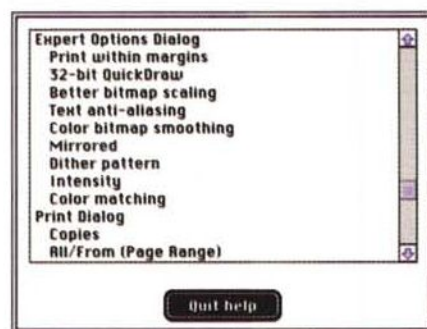 Expert Options Dialog
Print within margins
32-bit QuickDraw
Better bitmap scaling
Text anti-aliasing
Color bitmap smoothing
Mirrored
Dither pattern
Intensity
Color matching
Print Dialog
Copies
All/From (Page Range)
Quit help